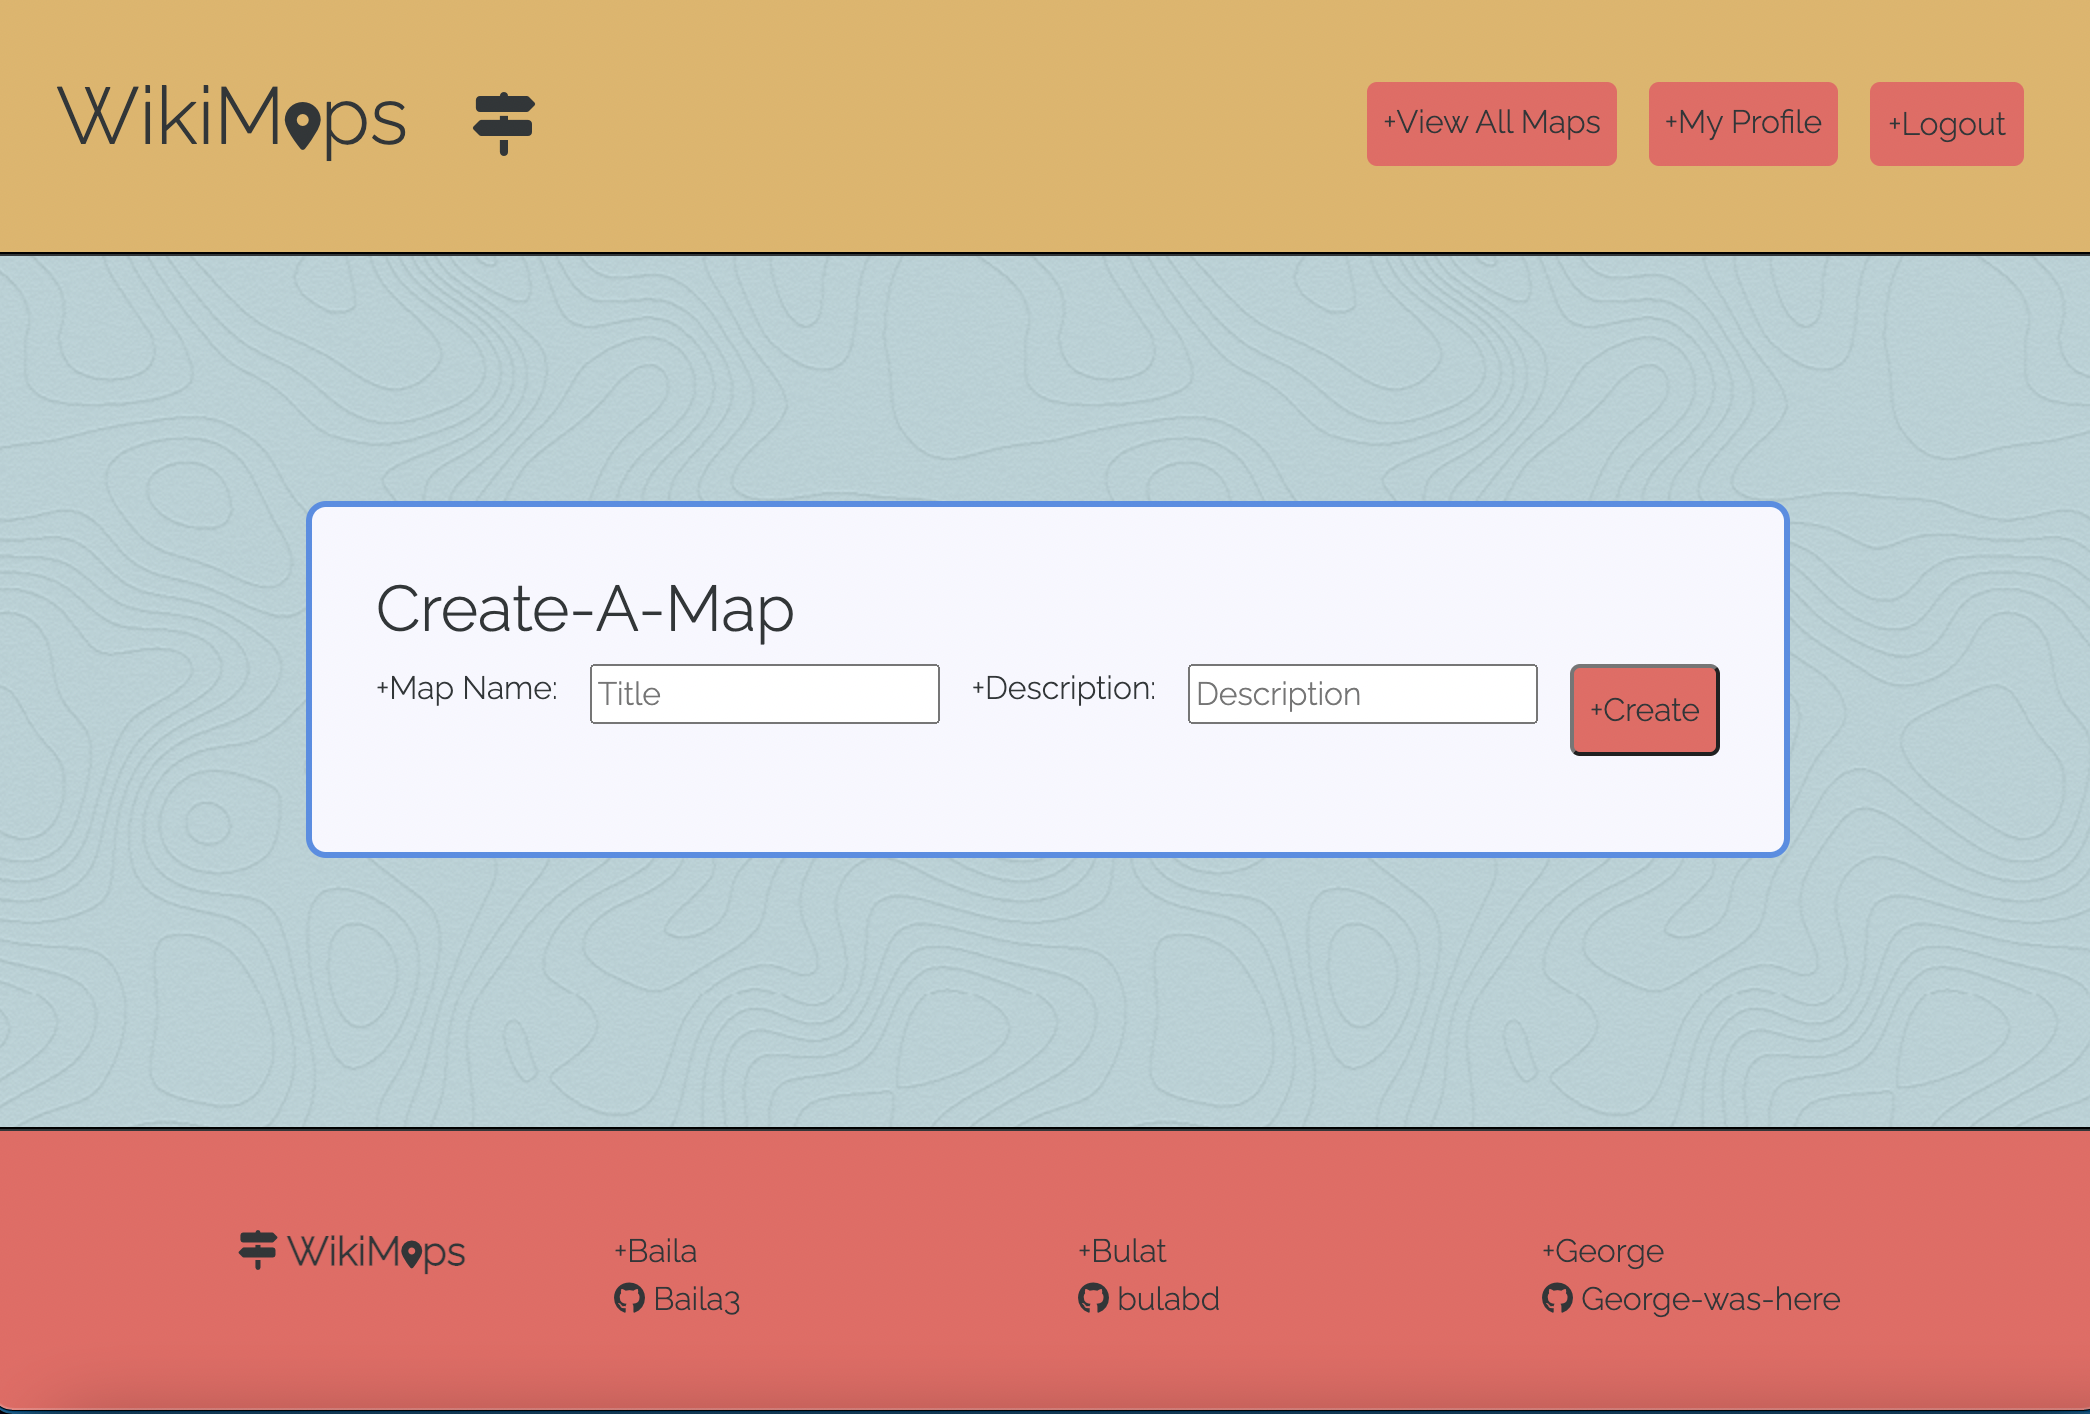 WikiMaps
+View All Maps
+My Profile
+Logout
Create-A-Map
+Map Name:
Title
+Description:
Description
+Create
WikiMaps
+Baila
Baila3
+Bulat
bulabd
+George
George-was-here